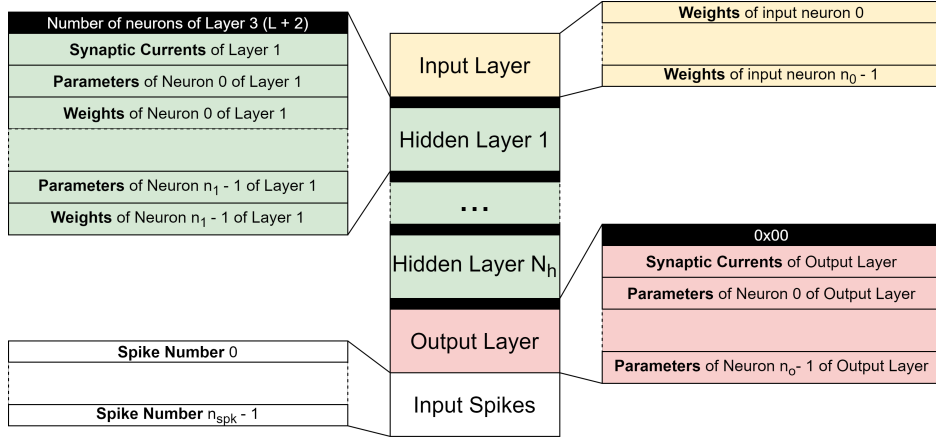 Number of neurons of Layer 3 (L + 2)
Synaptic Currents of Layer 1
Parameters of Neuron 0 of Layer 1
Weights of Neuron 0 of Layer 1
Parameters of Neuron n₁ - 1 of Layer 1
Weights of Neuron n₁ - 1 of Layer 1
Spike Number 0
Spike Number nₛₚₖ - 1
Input Layer
Hidden Layer 1
...
Hidden Layer Nₕ
Output Layer
Input Spikes
Weights of input neuron 0
Weights of input neuron n₀ - 1
0x00
Synaptic Currents of Output Layer
Parameters of Neuron 0 of Output Layer
Parameters of Neuron nₒ- 1 of Output Layer